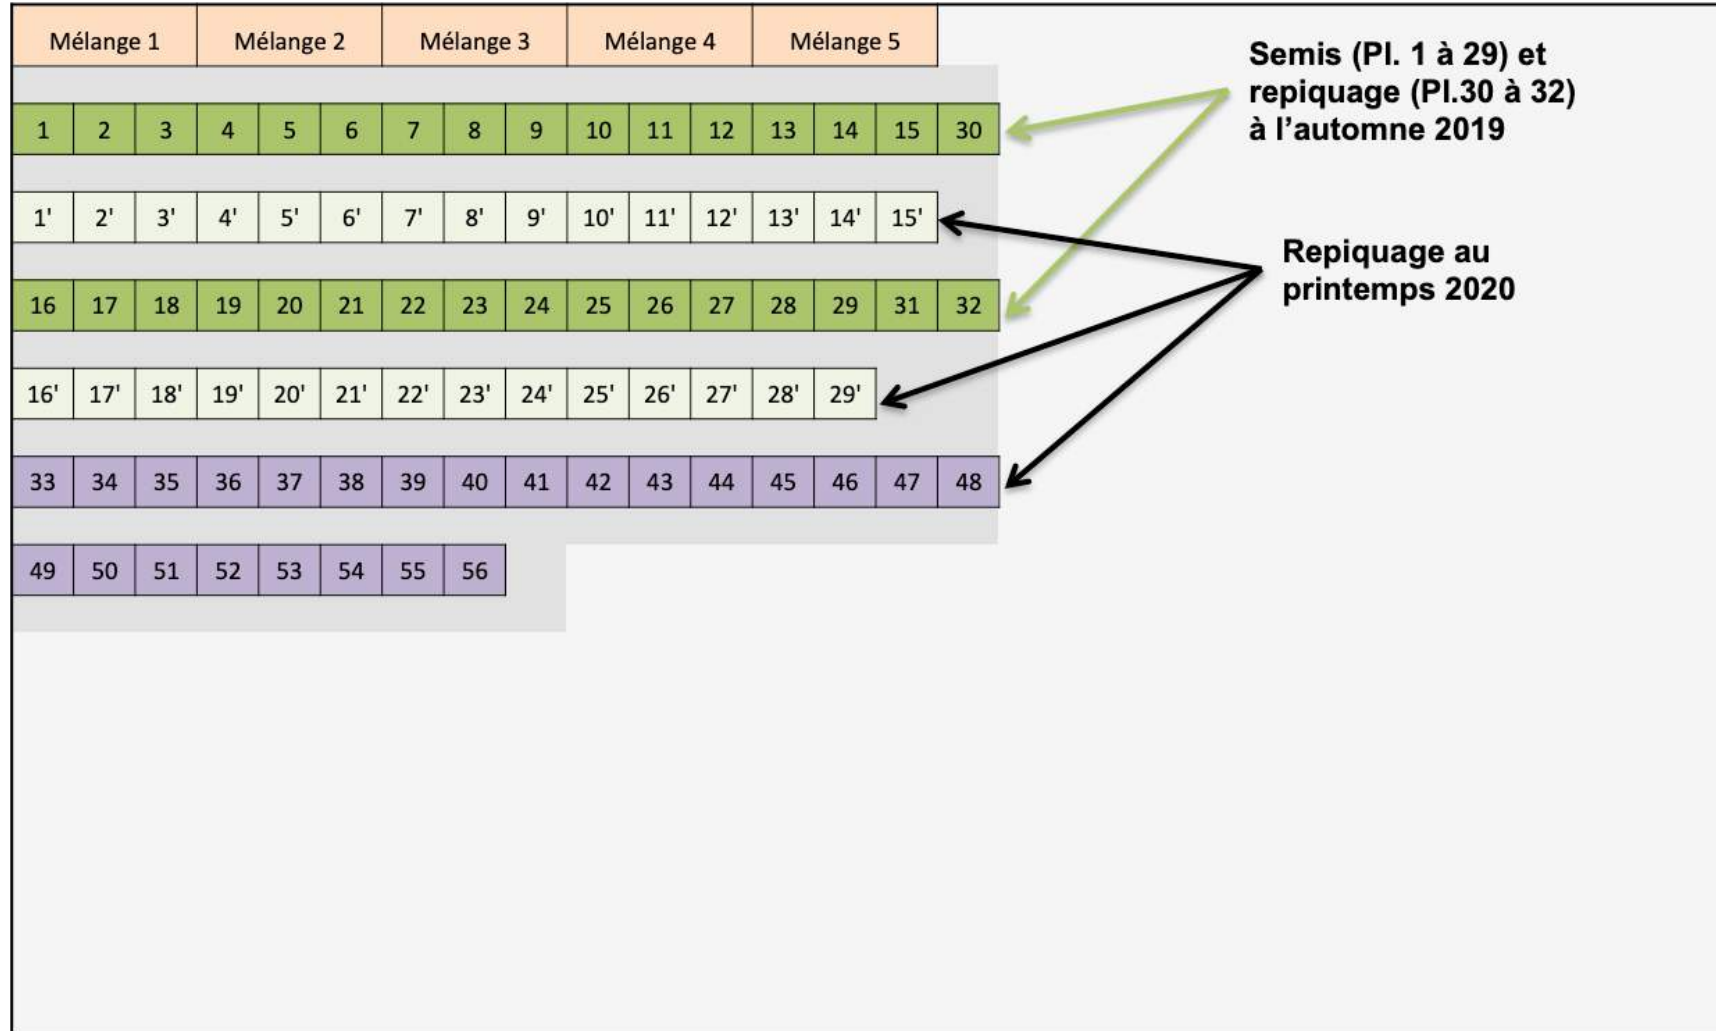 Mélange 1 Mélange 2 Mélange 3 Mélange 4 Mélange 5
Semis (Pl. 1 à 29) et
repiquage (Pl.30 à 32)
à l'automne 2019
1 2 3 4 5 6 7 8 9 10 11 12 13 14 15 30
1' 2' 3' 4' 5' 6' 7' 8' 9' 10' 11' 12' 13' 14' 15'
Repiquage au
printemps 2020
16 17 18 19 20 21 22 23 24 25 26 27 28 29 31 32
16' 17' 18' 19' 20' 21' 22' 23' 24' 25' 26' 27' 28' 29'
33 34 35 36 37 38 39 40 41 42 43 44 45 46 47 48
49 50 51 52 53 54 55 56